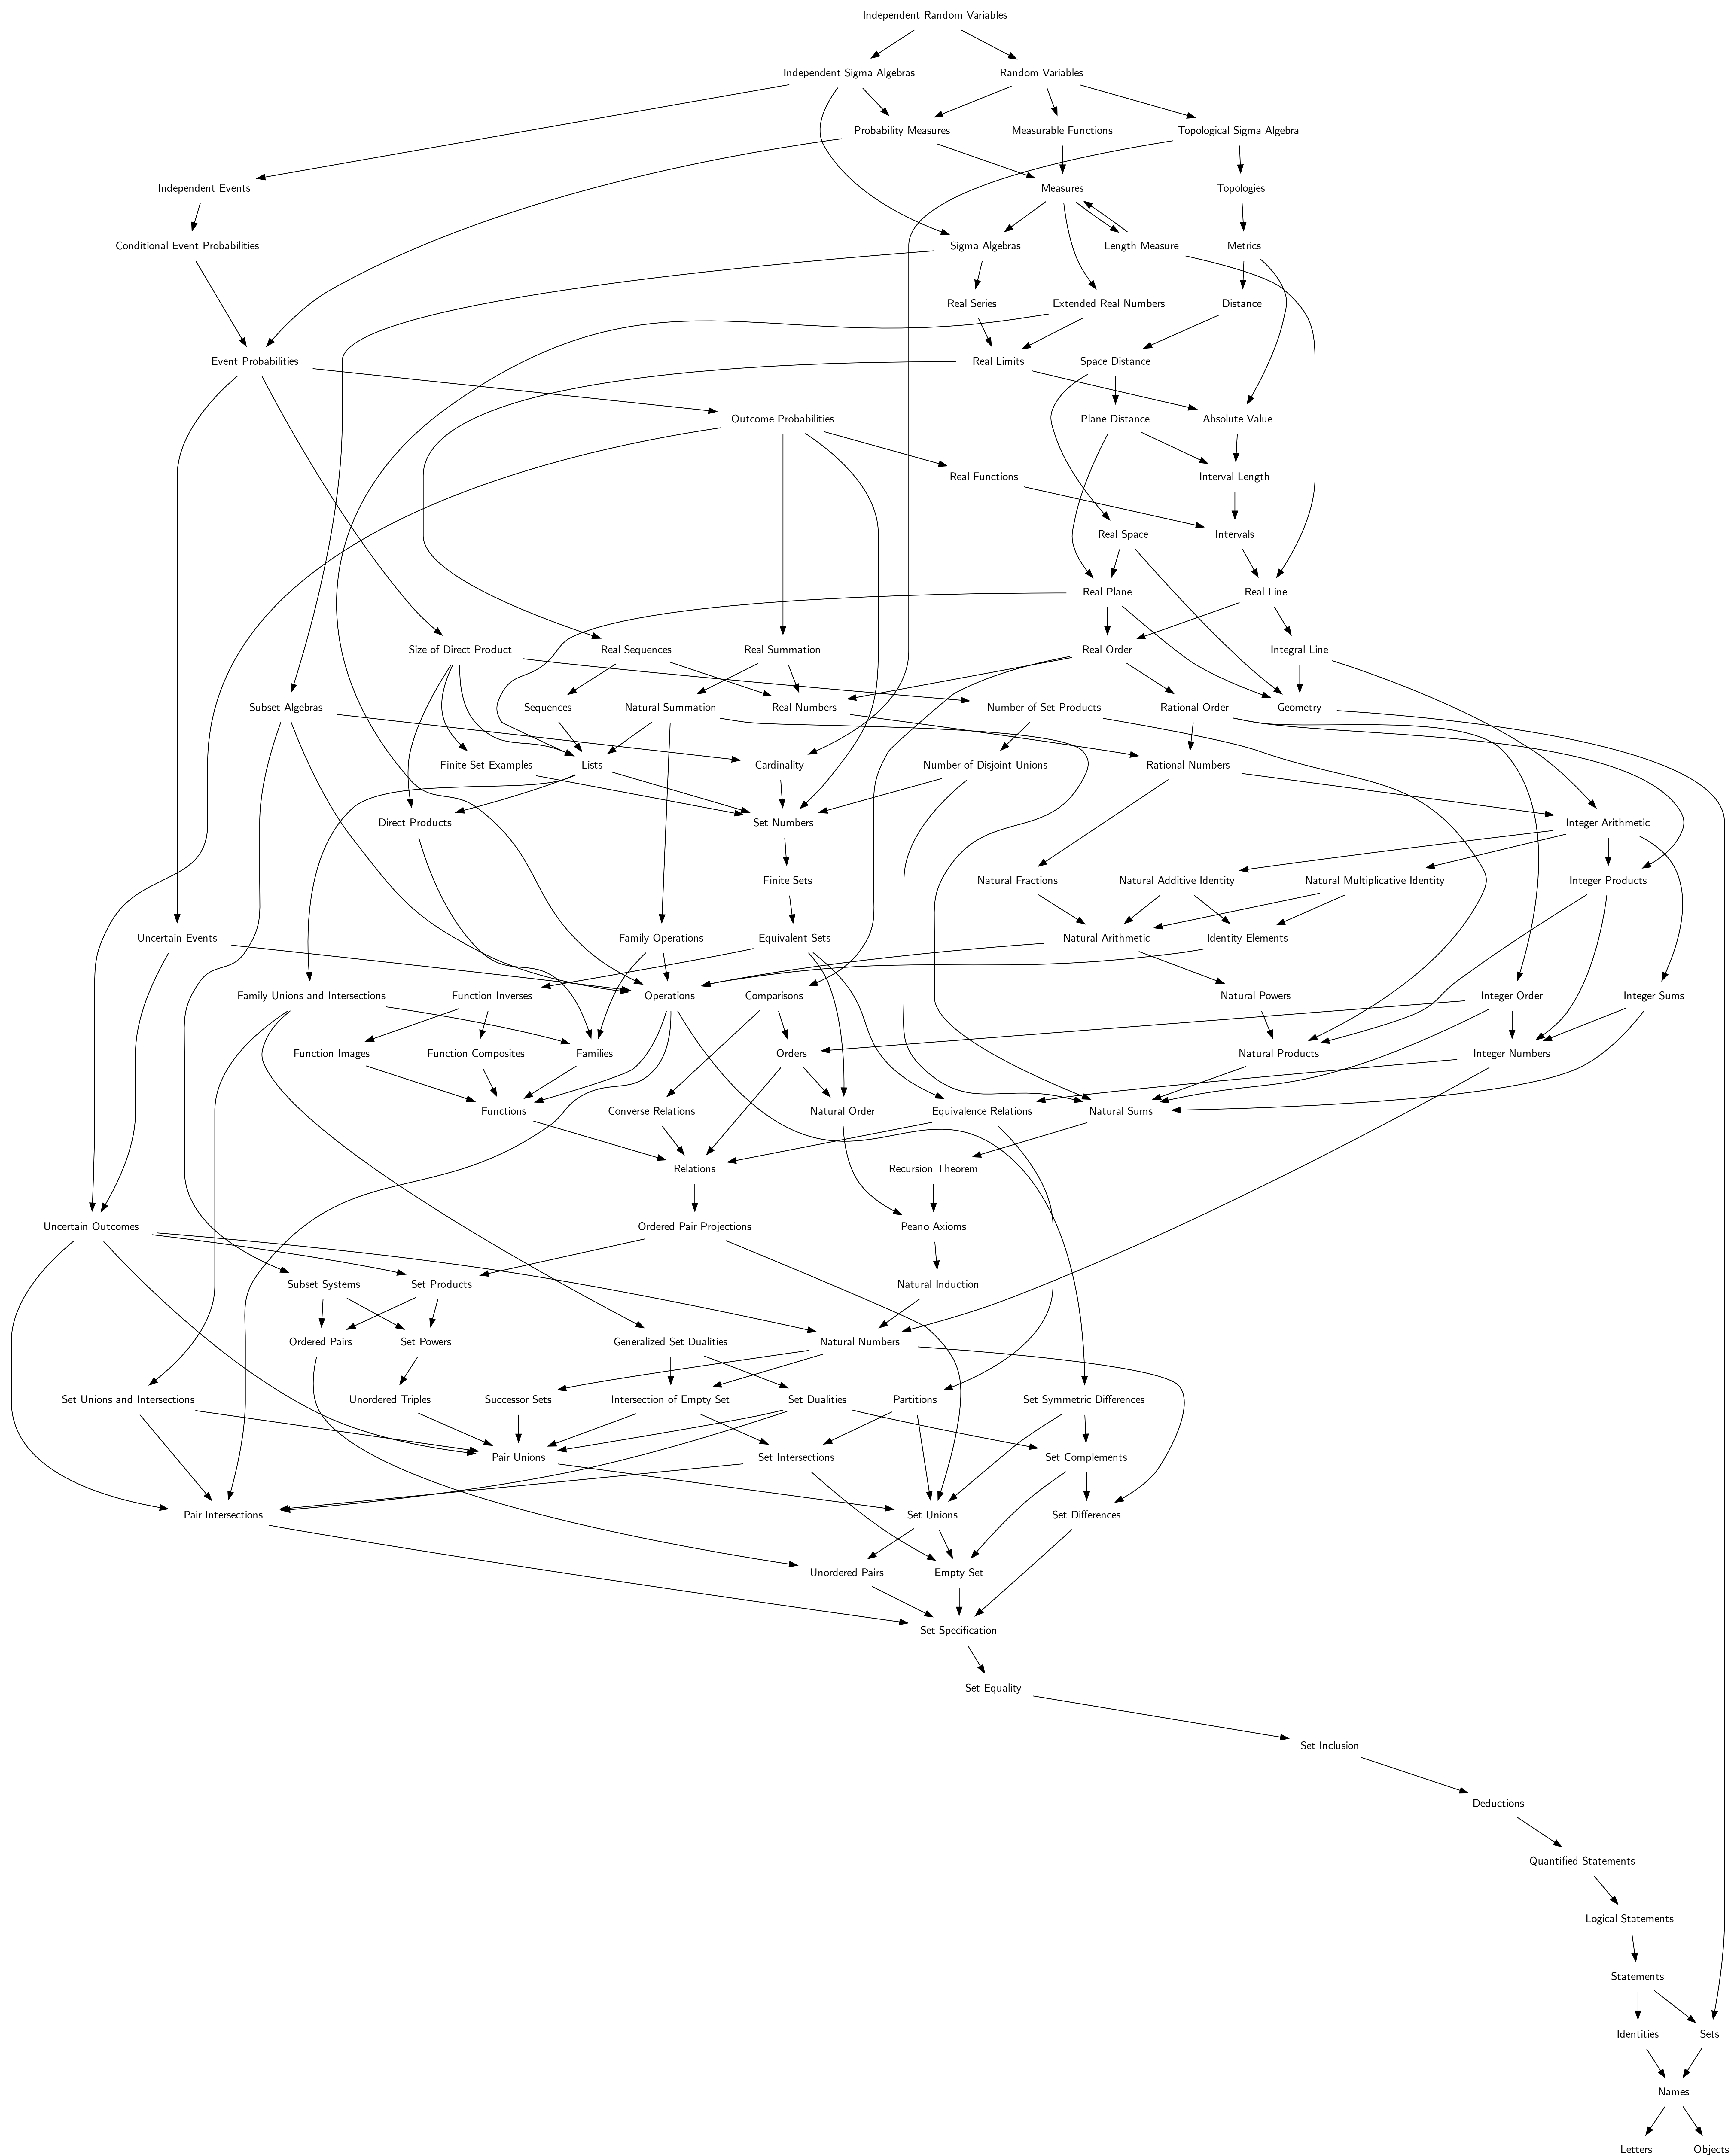 Independent Random Variables
Independent Sigma Algebras
Random Variables
Probability Measures
Measurable Functions
Topological Sigma Algebra
Independent Events
Measures
Topologies
Conditional Event Probabilities
Sigma Algebras
Length Measure
Metrics
Real Series
Extended Real Numbers
Distance
Event Probabilities
Real Limits
Space Distance
Outcome Probabilities
Plane Distance
Absolute Value
Real Functions
Interval Length
Real Space
Intervals
Real Plane
Real Line
Size of Direct Product
Real Sequences
Real Summation
Real Order
Integral Line
Subset Algebras
Sequences
Natural Summation
Real Numbers
Number of Set Products
Rational Order
Geometry
Finite Set Examples
Lists
Cardinality
Number of Disjoint Unions
Rational Numbers
Direct Products
Set Numbers
Integer Arithmetic
Finite Sets
Natural Fractions
Natural Additive Identity
Natural Multiplicative Identity
Integer Products
Uncertain Events
Family Operations
Equivalent Sets
Natural Arithmetic
Identity Elements
Family Unions and Intersections
Function Inverses
Operations
Comparisons
Natural Powers
Integer Order
Integer Sums
Function Images
Function Composites
Families
Orders
Natural Products
Integer Numbers
Functions
Converse Relations
Natural Order
Equivalence Relations
Natural Sums
Relations
Recursion Theorem
Uncertain Outcomes
Ordered Pair Projections
Peano Axioms
Subset Systems
Set Products
Natural Induction
Ordered Pairs
Set Powers
Generalized Set Dualities
Natural Numbers
Set Unions and Intersections
Unordered Triples
Successor Sets
Intersection of Empty Set
Set Dualities
Partitions
Set Symmetric Differences
Pair Unions
Set Intersections
Set Complements
Pair Intersections
Set Unions
Set Differences
Unordered Pairs
Empty Set
Set Specification
Set Equality
Set Inclusion
Deductions
Quantified Statements
Logical Statements
Statements
Identities
Sets
Names
Letters
Objects